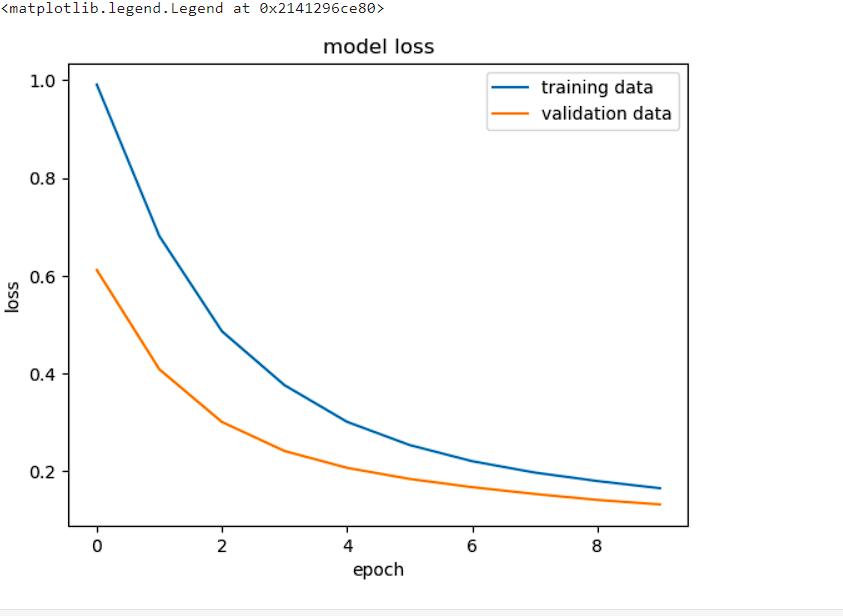 <matplotlib.legend.Legend at 0x2141296ce80>
model loss
training data
validation data
1.0
0.8
0.6
0.4
0.2
loss
0 2 4 6 8
epoch